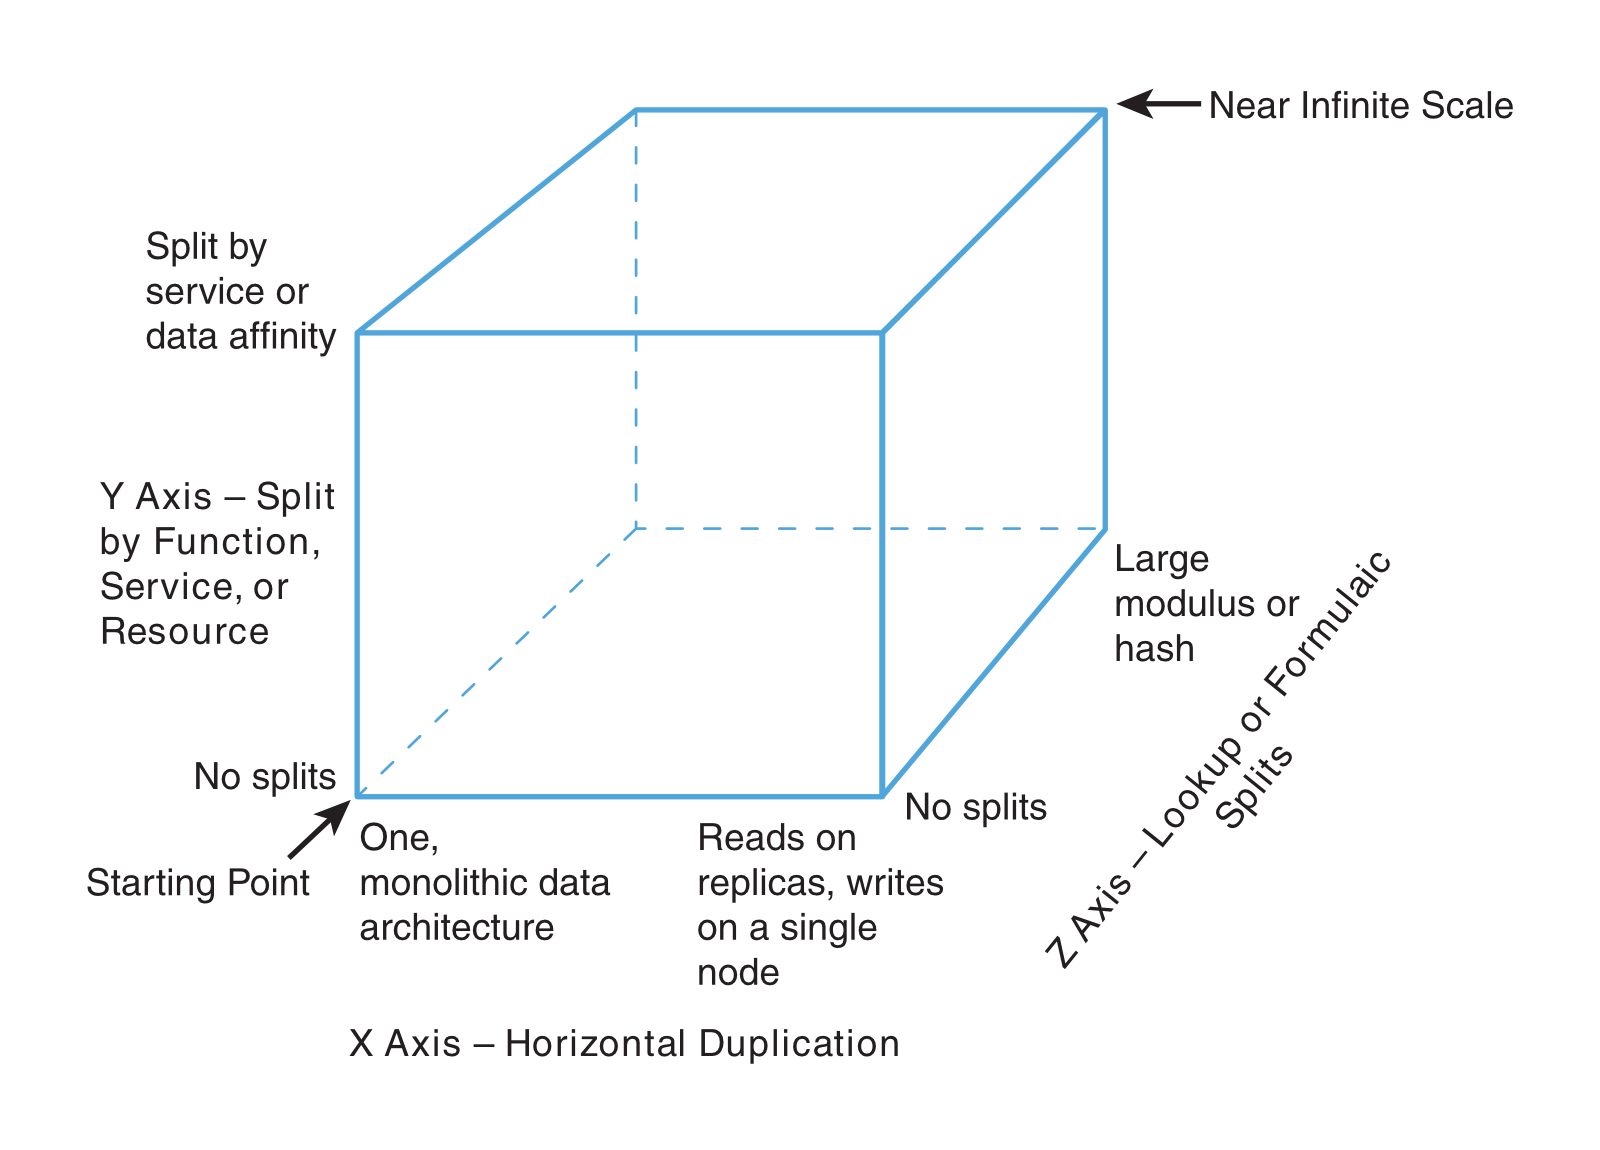 Near Infinite Scale
Split by
service or
data affinity
Y Axis – Split
by Function,
Service, or
Resource
Large
modulus or
hash
Z Axis – Lookup or Formulaic
Splits
No splits
No splits
Starting Point
One,
monolithic data
architecture
Reads on
replicas, writes
on a single
node
X Axis – Horizontal Duplication